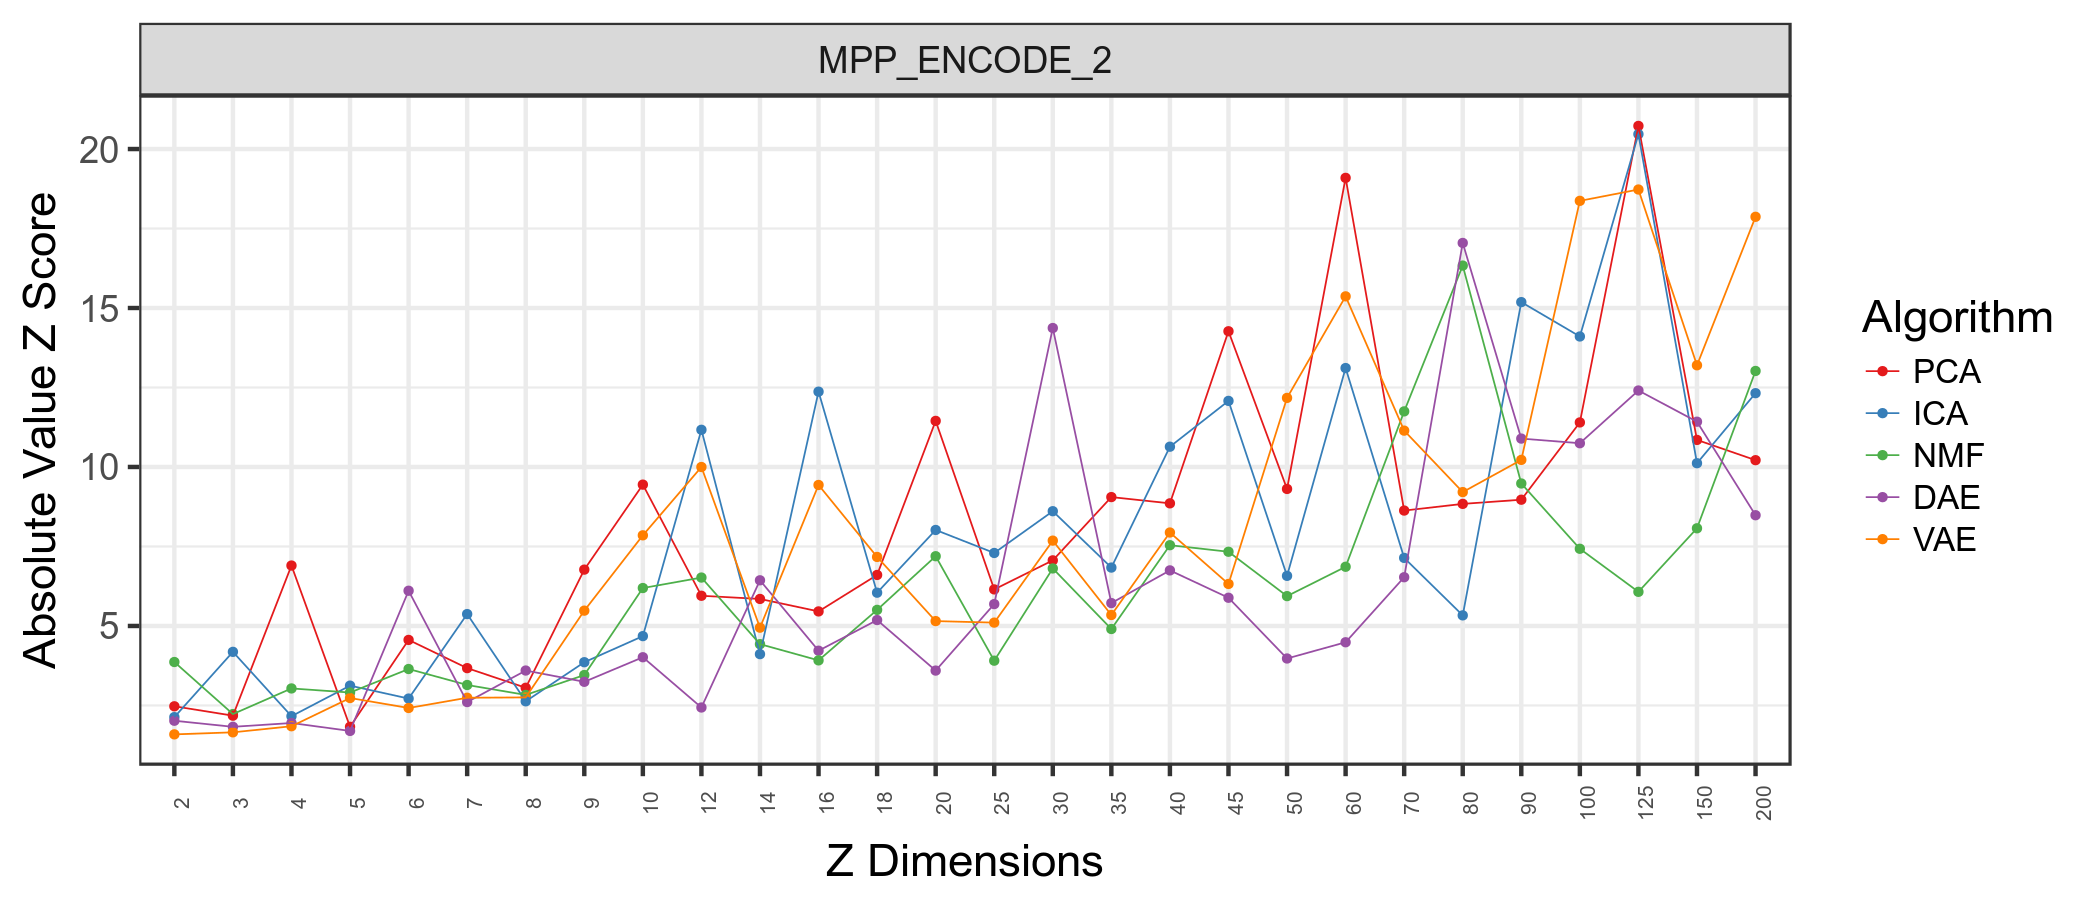 MPP_ENCODE_2
Absolute Value Z Score
20
15
10
5
2 3 4 5 6 7 8 9 10 12 14 16 18 20 25 30 35 40 45 50 60 70 80 90 100 125 150 200
Z Dimensions
Algorithm
PCA
ICA
NMF
DAE
VAE